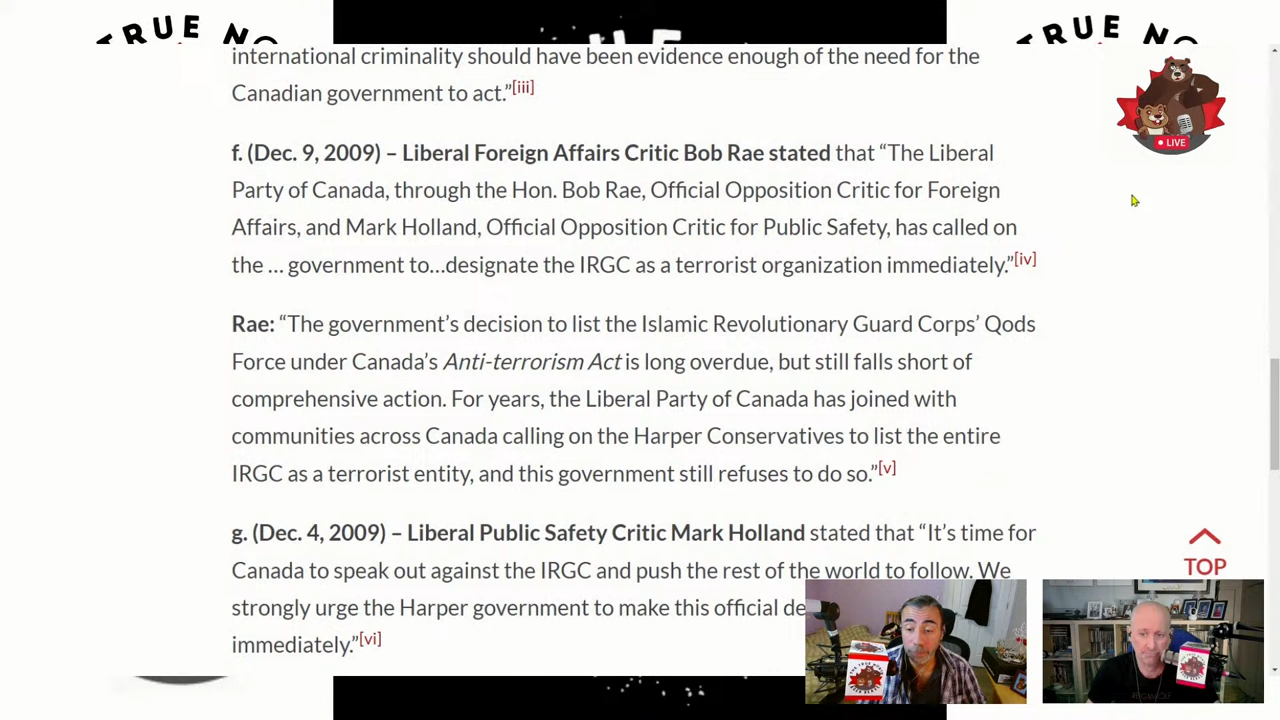 TRUE NO
TRUE NO
international criminality should have been evidence enough of the need for the
Canadian government to act.”[iii]
LIVE
f. (Dec. 9, 2009) – Liberal Foreign Affairs Critic Bob Rae stated that “The Liberal
Party of Canada, through the Hon. Bob Rae, Official Opposition Critic for Foreign
Affairs, and Mark Holland, Official Opposition Critic for Public Safety, has called on
the … government to…designate the IRGC as a terrorist organization immediately.”[iv]
Rae: “The government’s decision to list the Islamic Revolutionary Guard Corps’ Qods
Force under Canada’s Anti-terrorism Act is long overdue, but still falls short of
comprehensive action. For years, the Liberal Party of Canada has joined with
communities across Canada calling on the Harper Conservatives to list the entire
IRGC as a terrorist entity, and this government still refuses to do so.”[v]
g. (Dec. 4, 2009) – Liberal Public Safety Critic Mark Holland stated that “It’s time for
Canada to speak out against the IRGC and push the rest of the world to follow. We
strongly urge the Harper government to make this official de
immediately.”[vi]
TOP